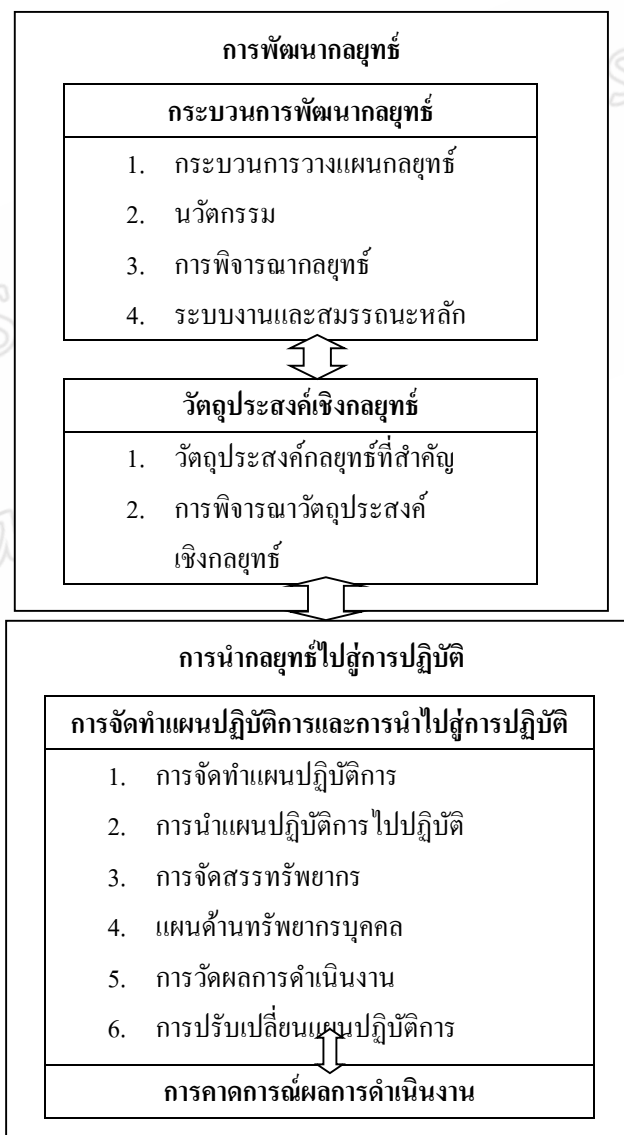 การพัฒนากลยุทธ์
กระบวนการพัฒนากลยุทธ์
1. กระบวนการวางแผนกลยุทธ์
2. นวัตกรรม
3. การพิจารณากลยุทธ์
4. ระบบงานและสมรรถนะหลัก
วัตถุประสงค์เชิงกลยุทธ์
1. วัตถุประสงค์กลยุทธ์ที่สำคัญ
2. การพิจารณาวัตถุประสงค์
เชิงกลยุทธ์
การนำกลยุทธ์ไปสู่การปฏิบัติ
การจัดทำแผนปฏิบัติการและการนำไปสู่การปฏิบัติ
1. การจัดทำแผนปฏิบัติการ
2. การนำแผนปฏิบัติการไปปฏิบัติ
3. การจัดสรรทรัพยากร
4. แผนด้านทรัพยากรบุคคล
5. การวัดผลการดำเนินงาน
6. การปรับเปลี่ยนแผนปฏิบัติการ
การคาดการณ์ผลการดำเนินงาน